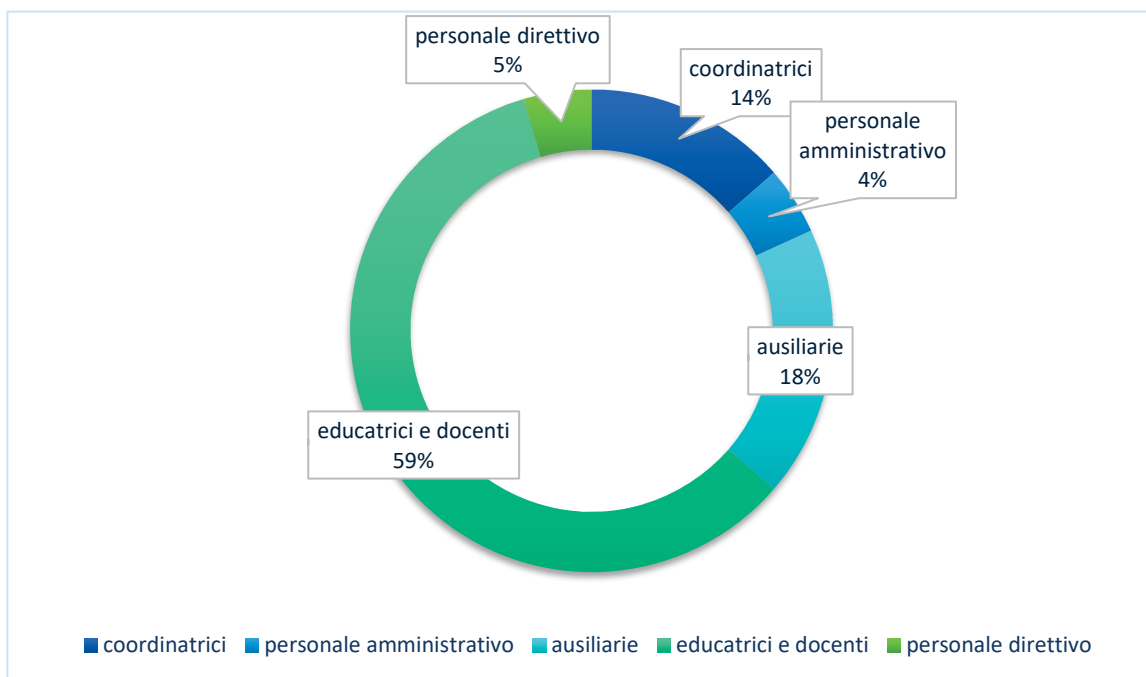 personale direttivo
5%
coordinatrici
14%
personale
amministrativo
4%
ausiliarie
18%
educatrici e docenti
59%
coordinatrici personale amministrativo ausiliarie educatrici e docenti personale direttivo